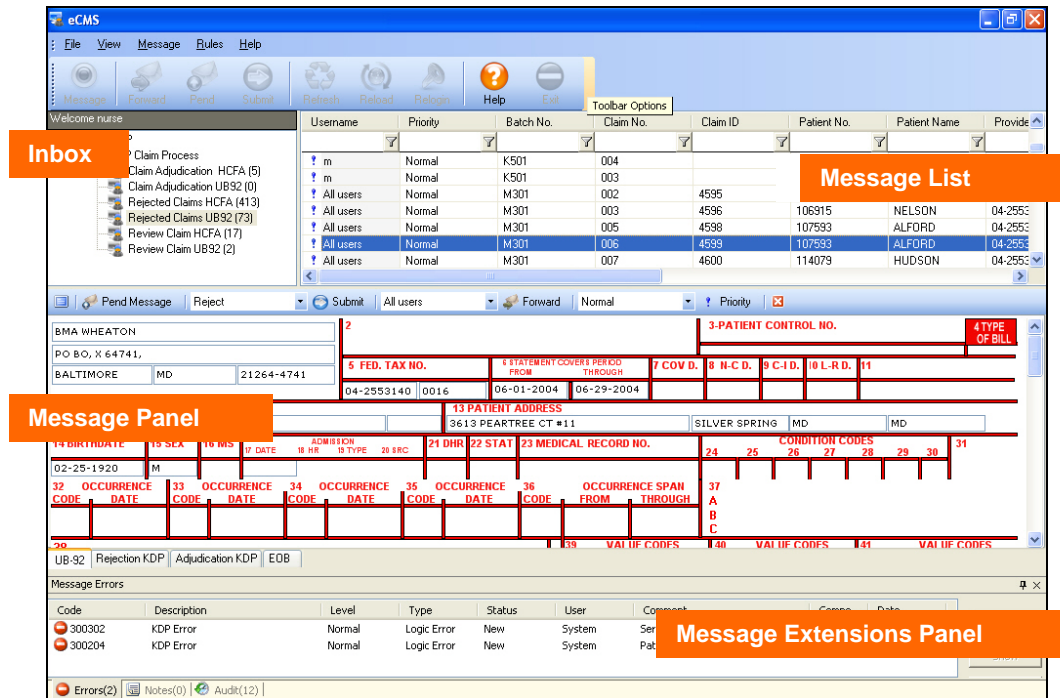 eCMS
File View Message Rules Help
Message Forward Pend Submit Refresh Reload Relogin Help Exit
Toolbar Options
Welcome nurse
Inbox
P
P Claim Process
Claim Adjudication HCFA (5)
Claim Adjudication UB92 (0)
Rejected Claims HCFA (413)
Rejected Claims UB92 (73)
Review Claim HCFA (17)
Review Claim UB92 (2)
Username Priority Batch No. Claim No. Claim ID Patient No. Patient Name Provide
m Normal K501 004
m Normal K501 003
Message List
All users Normal M301 002 4595
All users Normal M301 003 4596 106915 NELSON 04-2553
All users Normal M301 005 4598 107593 ALFORD 04-2553
All users Normal M301 006 4599 107593 ALFORD 04-2553
All users Normal M301 007 4600 114079 HUDSON 04-2553
Pend Message Reject Submit All users Forward Normal Priority
BMA WHEATON 2 3-PATIENT CONTROL NO. 4 TYPE OF BILL
PO BO, X 64741,
BALTIMORE MD 21264-4741
5 FED. TAX NO. 6 STATEMENT COVERS PERIOD FROM THROUGH 7 COV D. 8 N-C D. 9 C-I D. 10 L-R D. 11
04-2553140 0016 06-01-2004 06-29-2004
Message Panel
13 PATIENT ADDRESS
3613 PEARTREE CT #11 SILVER SPRING MD MD
14 BIRTHDATE 15 SEX 16 MS ADMISSION 17 DATE 18 HR 19 TYPE 20 SRC 21 DHR 22 STAT 23 MEDICAL RECORD NO. CONDITION CODES 24 25 26 27 28 29 30 31
02-25-1920 M
32 OCCURRENCE 33 OCCURRENCE 34 OCCURRENCE 35 OCCURRENCE 36 OCCURRENCE SPAN 37
CODE DATE CODE DATE CODE DATE CODE DATE CODE FROM THROUGH A
B
C
38 39 VALUE CODES 40 VALUE CODES 41 VALUE CODES
UB-92 Rejection KDP Adjudication KDP EOB
Message Errors
Code Description Level Type Status User Comment Compo Date
300302 KDP Error Normal Logic Error New System Ser
300204 KDP Error Normal Logic Error New System Pat
Message Extensions Panel
Errors(2) Notes(0) Audit(12)